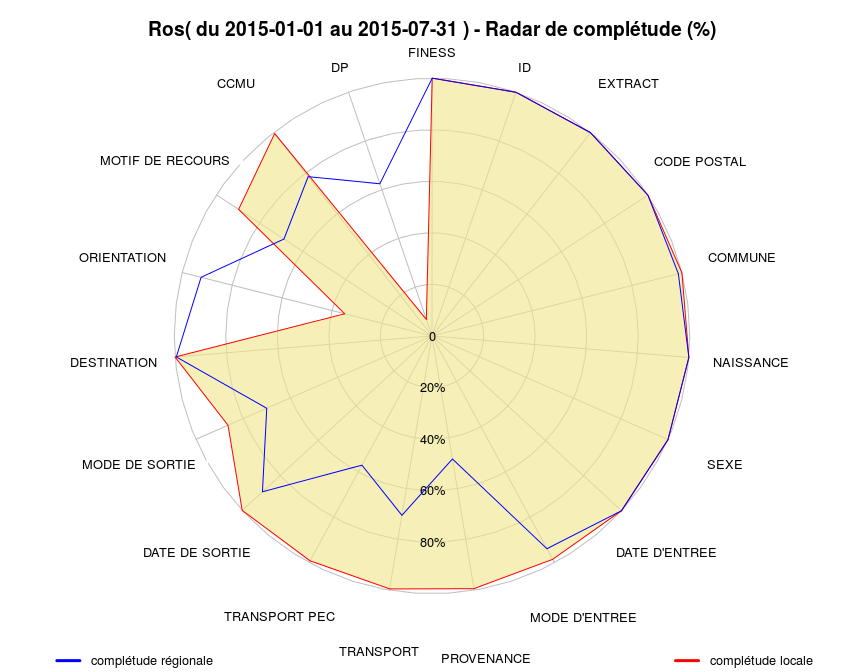 Ros( du 2015-01-01 au 2015-07-31 ) - Radar de complétude (%)
FINESS
DP
ID
CCMU
EXTRACT
MOTIF DE RECOURS
CODE POSTAL
ORIENTATION
COMMUNE
0
DESTINATION
NAISSANCE
20%
40%
MODE DE SORTIE
SEXE
60%
80%
DATE DE SORTIE
DATE D'ENTREE
TRANSPORT PEC
MODE D'ENTREE
TRANSPORT
PROVENANCE
complétude régionale
complétude locale